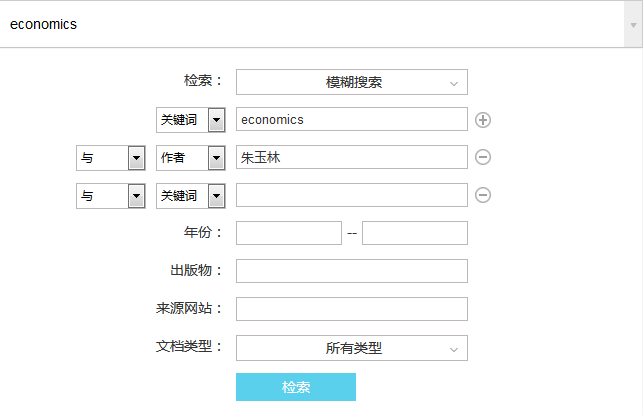 economics
检索： 模糊搜索
关键词 economics
与 作者 朱玉林
与 关键词
年份： --
出版物：
来源网站：
文档类型： 所有类型
检索